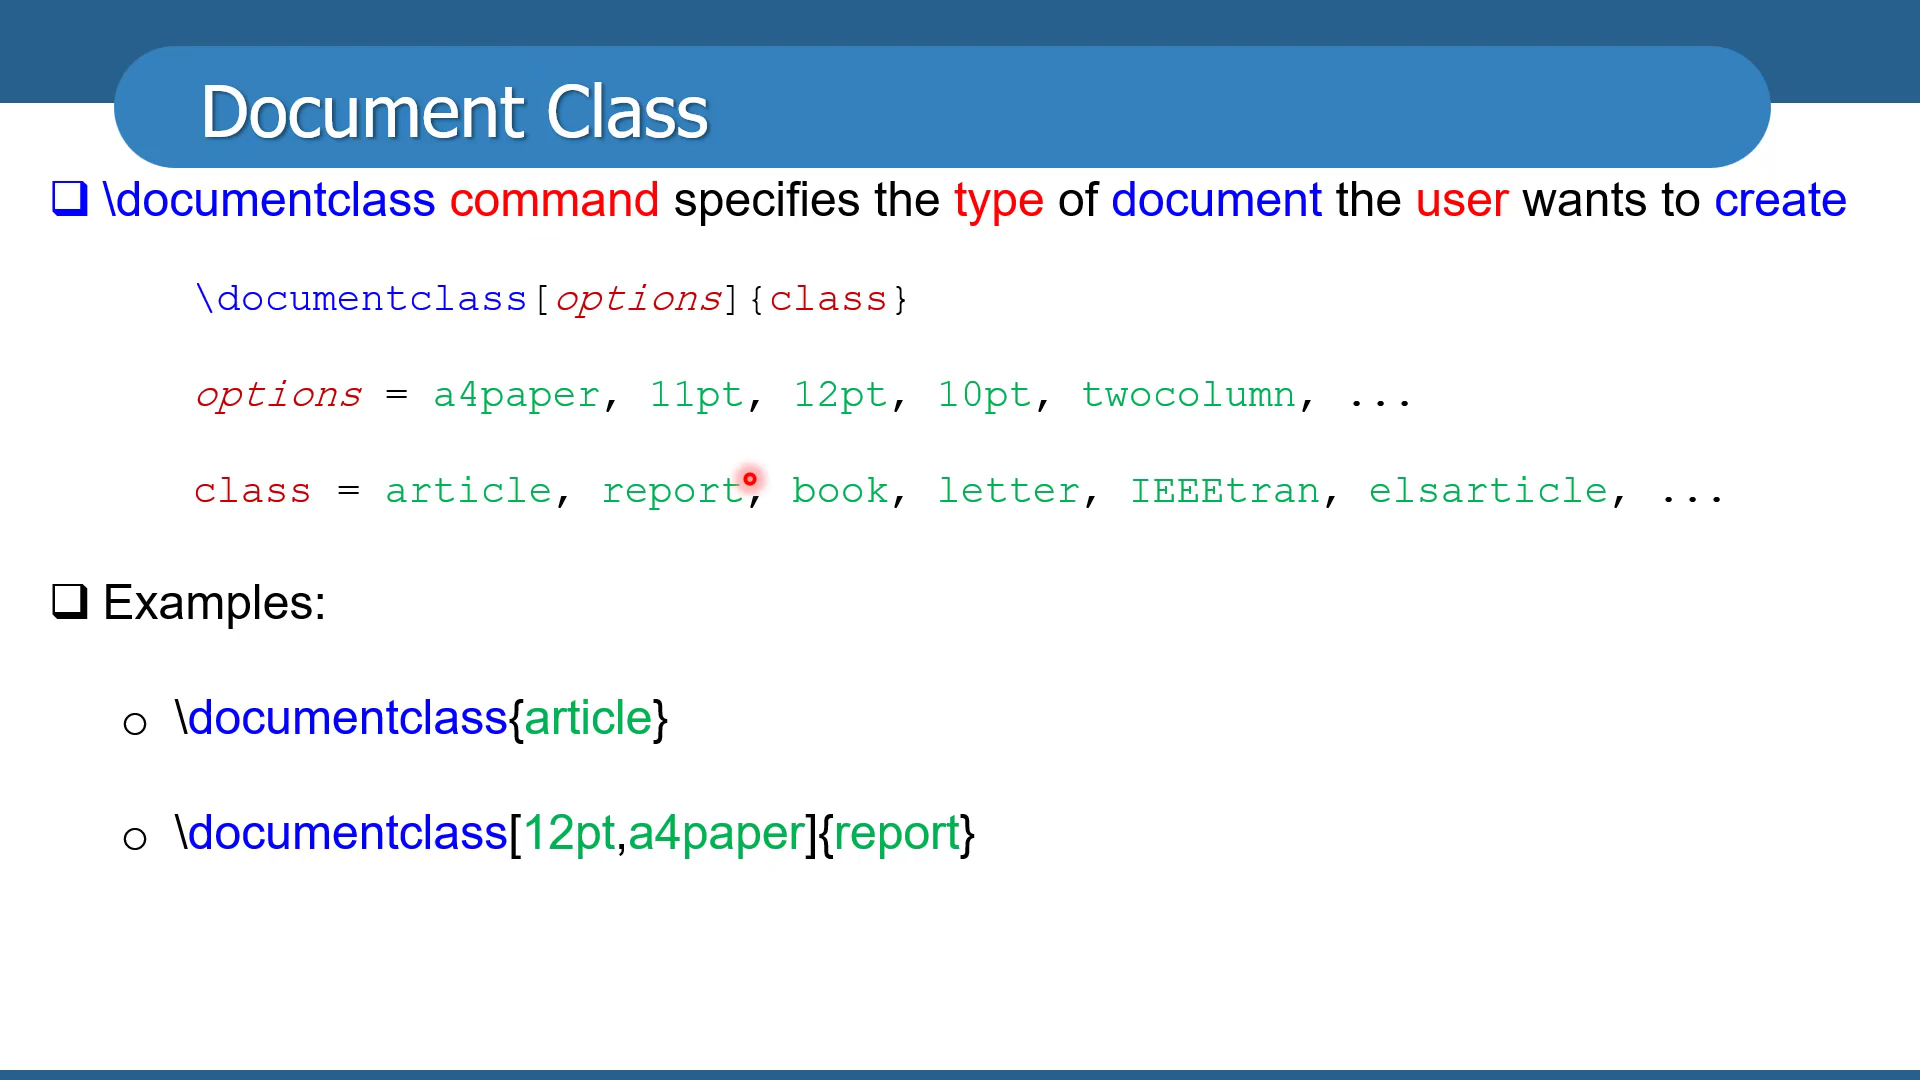 Document Class
\documentclass command specifies the type of document the user wants to create
\documentclass[options]{class}
options = a4paper, 11pt, 12pt, 10pt, twocolumn, ...
class = article, report, book, letter, IEEEtran, elsarticle, ...
Examples:
\documentclass{article}
\documentclass[12pt,a4paper]{report}